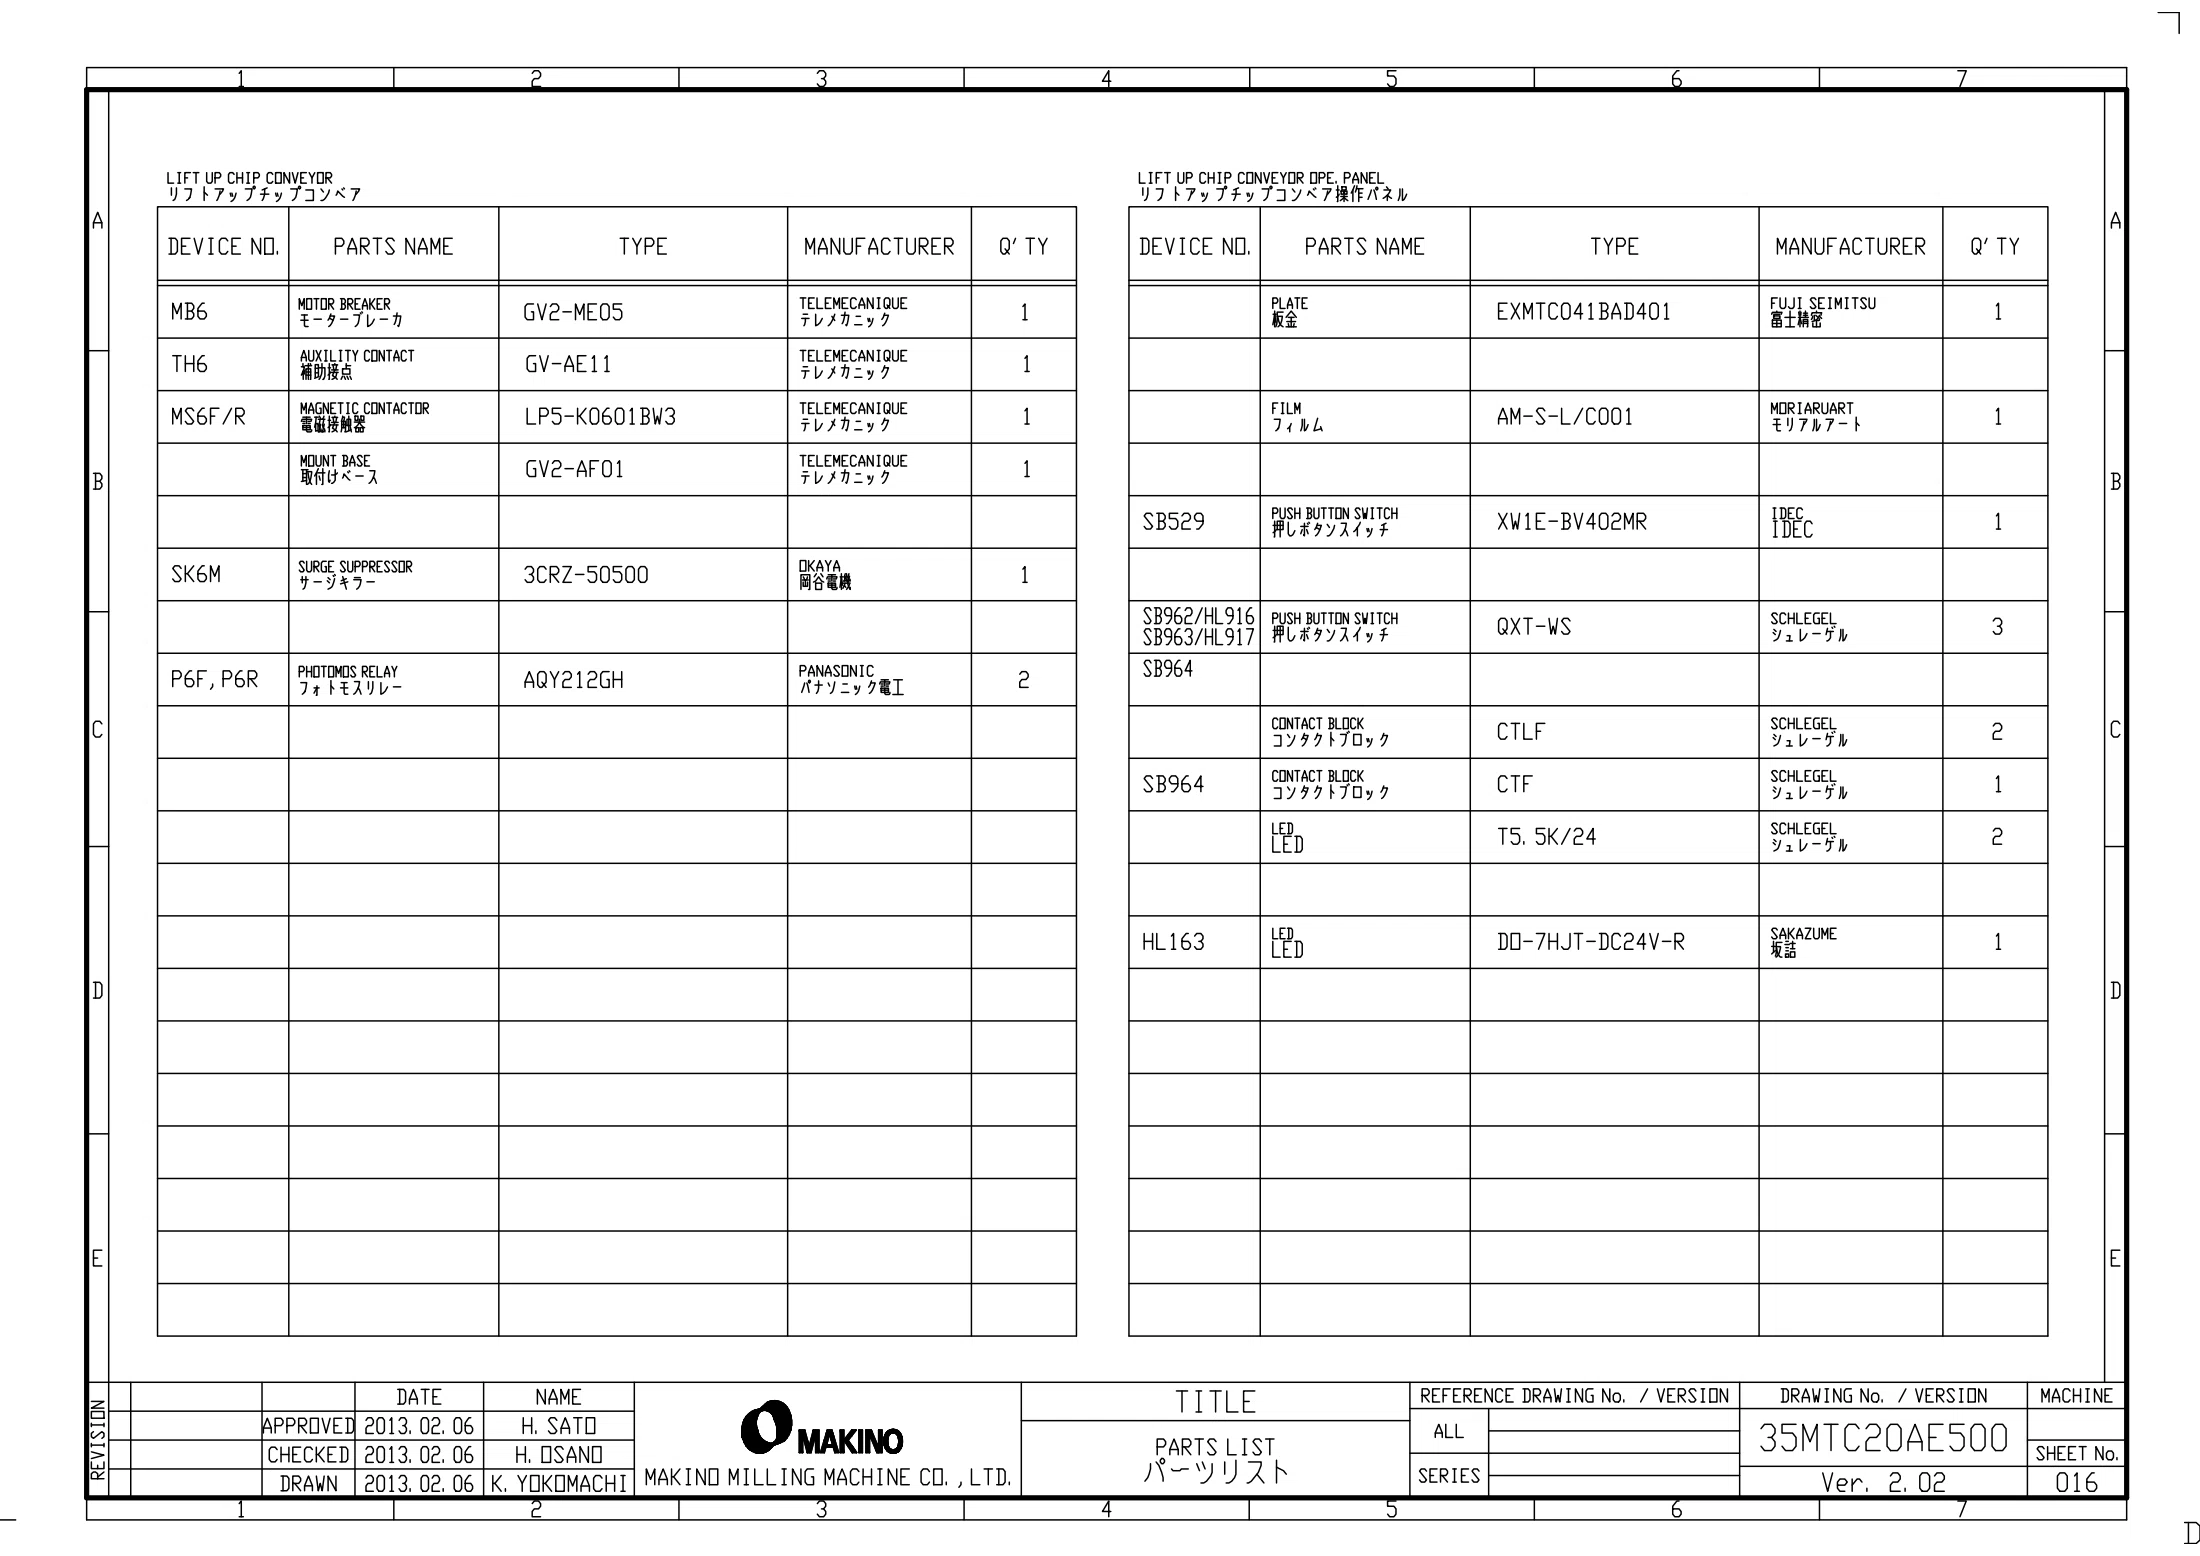 1 2 3 4 5 6 7
LIFT UP CHIP CONVEYOR
リフトアップチップコンベア
DEVICE NO. PARTS NAME TYPE MANUFACTURER Q'TY
MB6 MOTOR BREAKER GV2-ME05 TELEMECANIQUE 1
モーターブレーカ テレメカニック
TH6 AUXILITY CONTACT GV-AE11 TELEMECANIQUE 1
補助接点 テレメカニック
MS6F/R MAGNETIC CONTACTOR LP5-K0601BW3 TELEMECANIQUE 1
電磁接触器 テレメカニック
MOUNT BASE GV2-AF01 TELEMECANIQUE 1
取付けベース テレメカニック
SK6M SURGE SUPPRESSOR 3CRZ-50500 OKAYA 1
サージキラー 岡谷電機
P6F, P6R PHOTOMOS RELAY AQY212GH PANASONIC 2
フォトモスリレー パナソニック電工
LIFT UP CHIP CONVEYOR OPE. PANEL
リフトアップチップコンベア操作パネル
DEVICE NO. PARTS NAME TYPE MANUFACTURER Q'TY
PLATE EXMTC041BAD401 FUJI SEIMITSU 1
板金 富士精密
FILM AM-S-L/C001 MORIARUART 1
フィルム モリアルアート
SB529 PUSH BUTTON SWITCH XW1E-BV402MR IDEC 1
押しボタンスイッチ IDEC
SB962/HL916 PUSH BUTTON SWITCH QXT-WS SCHLEGEL 3
SB963/HL917 押しボタンスイッチ シュレーゲル
SB964
CONTACT BLOCK CTLF SCHLEGEL 2
コンタクトブロック シュレーゲル
SB964 CONTACT BLOCK CTF SCHLEGEL 1
コンタクトブロック シュレーゲル
LED T5.5K/24 SCHLEGEL 2
LED シュレーゲル
HL163 LED DO-7HJT-DC24V-R SAKAZUME 1
LED 坂詰
A A
B B
C C
D D
E E
REVISION
DATE NAME
APPROVED 2013.02.06 H. SATO
CHECKED 2013.02.06 H. OSANO
DRAWN 2013.02.06 K. YOKOMACHI
MAKINO
MAKINO MILLING MACHINE CO., LTD.
TITLE
PARTS LIST
パーツリスト
REFERENCE DRAWING No. / VERSION
ALL
SERIES
DRAWING No. / VERSION
35MTC20AE500
Ver. 2.02
MACHINE
SHEET No.
016
1 2 3 4 5 6 7
D